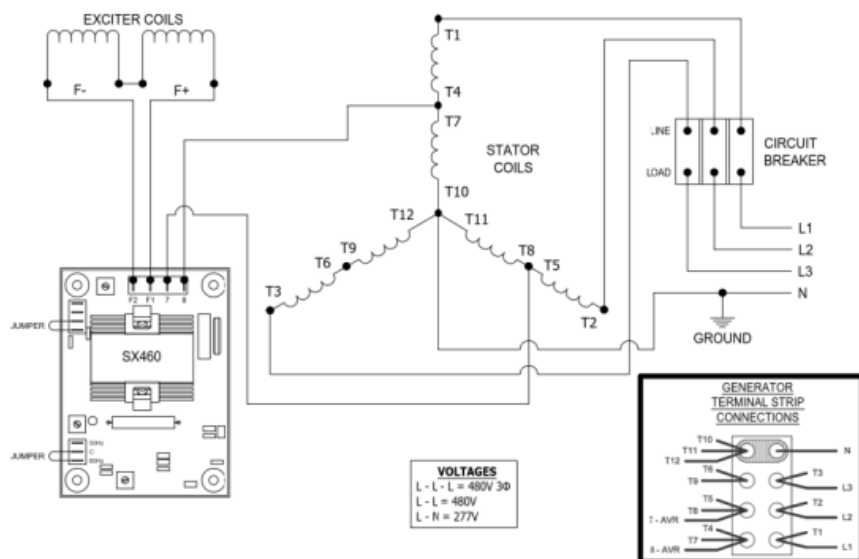 EXCITER COILS
F-
F+
T1
T4
T7
T10
STATOR
COILS
T12
T11
T9
T6
T3
T8
T5
T2
LINE
LOAD
CIRCUIT
BREAKER
L1
L2
L3
N
GROUND
F2
F1
7
8
JUMPER
SX460
JUMPER
50Hz
C
60Hz
VOLTAGES
L - L - L = 480V 3Φ
L - L = 480V
L - N = 277V
GENERATOR
TERMINAL STRIP
CONNECTIONS
T10
T11
T12
N
T6
T9
T3
L3
T5
T8
7 - AVR
T2
L2
T4
T7
8 - AVR
T1
L1